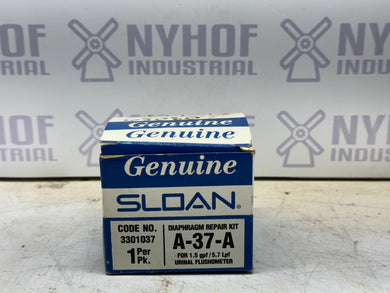 NYHOF
INDUSTRIAL
NYHOF
INDUSTRIAL
Genuine
Genuine
Genuine
SLOAN®
CODE NO.
3301037
1 Per Pk.
DIAPHRAGM REPAIR KIT
A-37-A
FOR 1.5 gpf / 5.7 Lpf
URINAL FLUSHOMETER